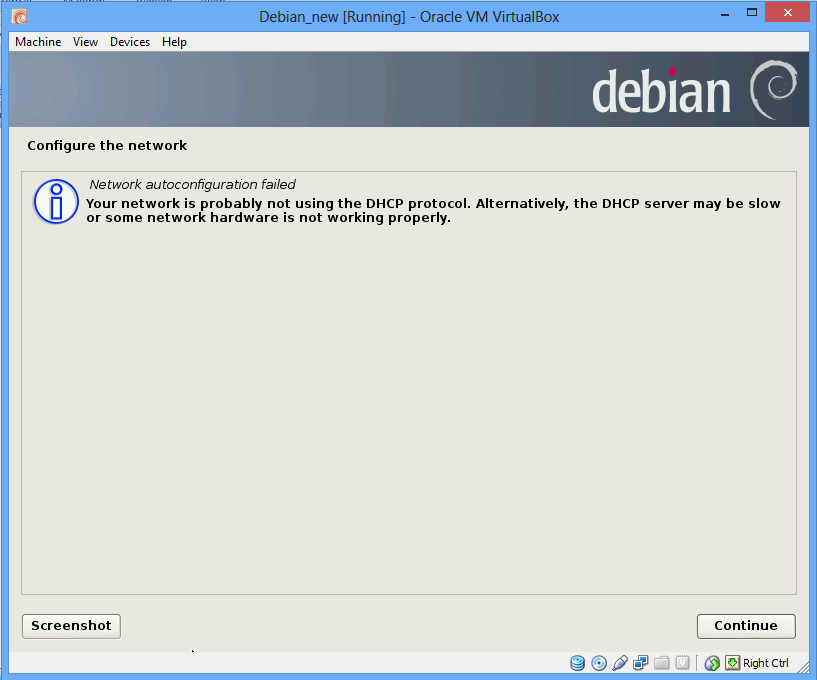 Debian_new [Running] - Oracle VM VirtualBox
Machine View Devices Help
debian
Configure the network
Network autoconfiguration failed
Your network is probably not using the DHCP protocol. Alternatively, the DHCP server may be slow
or some network hardware is not working properly.
Screenshot
Continue
Right Ctrl